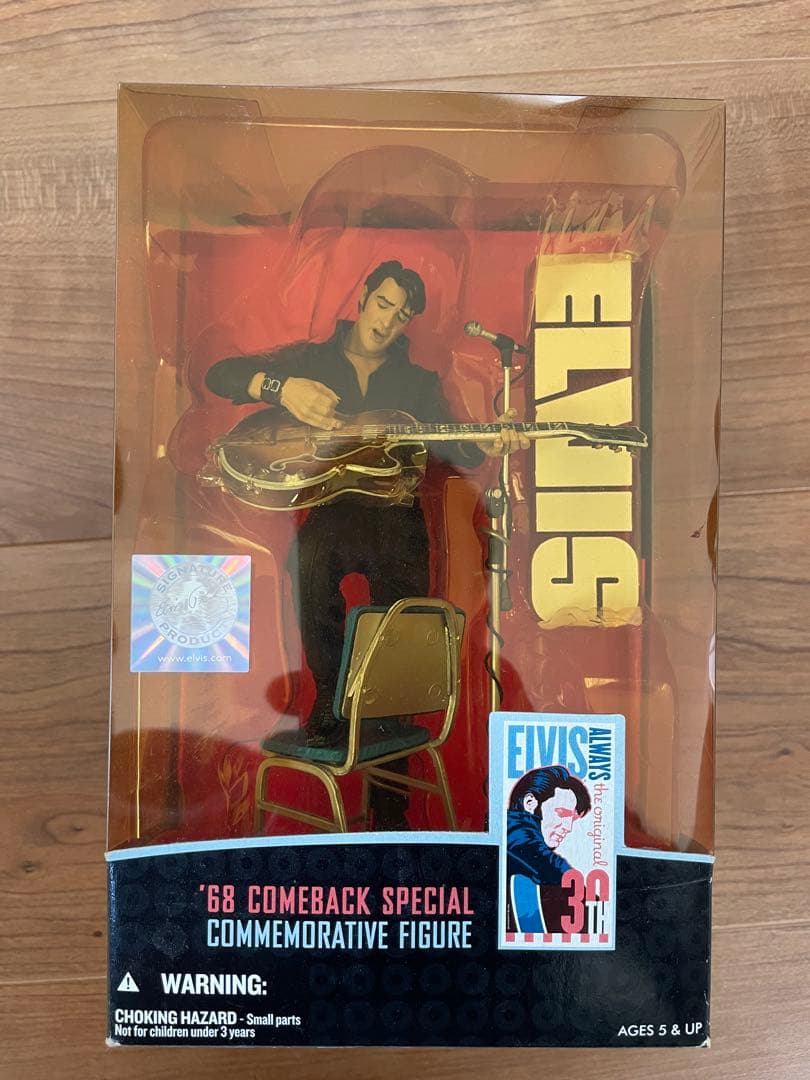 ELVIS
SIGNATURE
PRODUCT
www.elvis.com
ELVIS
ALWAYS
the original
30TH
'68 COMEBACK SPECIAL
COMMEMORATIVE FIGURE
WARNING:
CHOKING HAZARD - Small parts
Not for children under 3 years
AGES 5 & UP